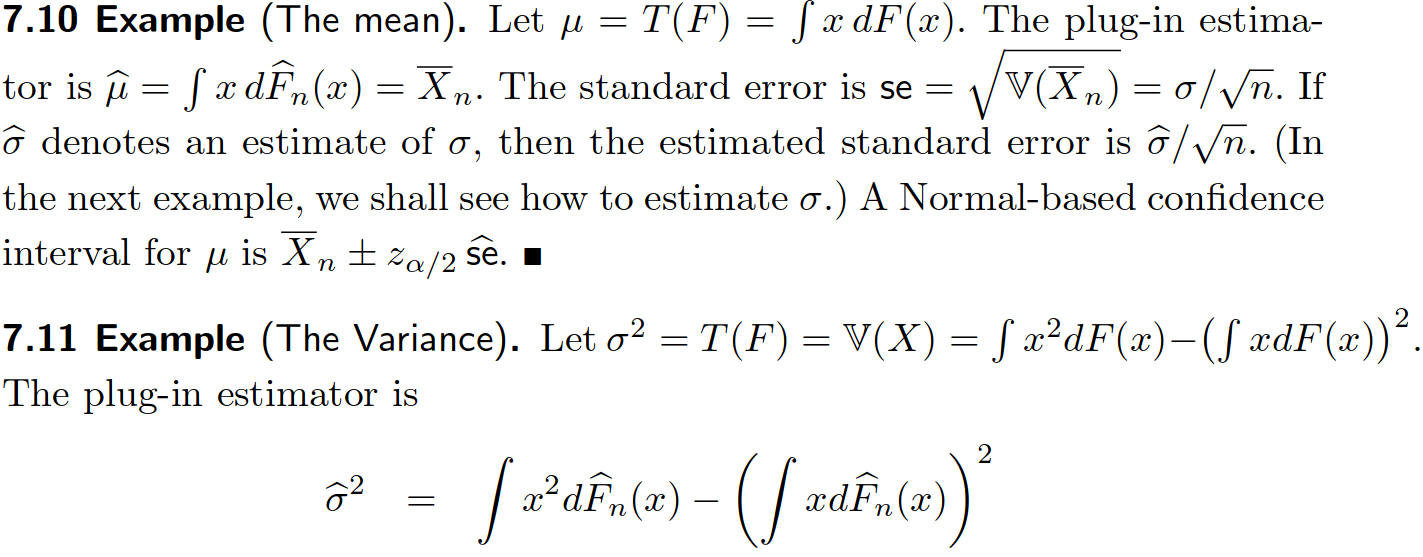 7.10 Example (The mean). Let μ = T(F) = ∫ x dF(x). The plug-in estima-
tor is μ̂ = ∫ x dF̂ₙ(x) = X̄ₙ. The standard error is se = √V(X̄ₙ) = σ/√n. If
σ̂ denotes an estimate of σ, then the estimated standard error is σ̂/√n. (In
the next example, we shall see how to estimate σ.) A Normal-based confidence
interval for μ is X̄ₙ ± z_{α/2} sê. ■
7.11 Example (The Variance). Let σ² = T(F) = 𝕍(X) = ∫ x²dF(x)−(∫ xdF(x))².
The plug-in estimator is
σ̂² = ∫ x²dF̂ₙ(x) − (∫ xdF̂ₙ(x))²